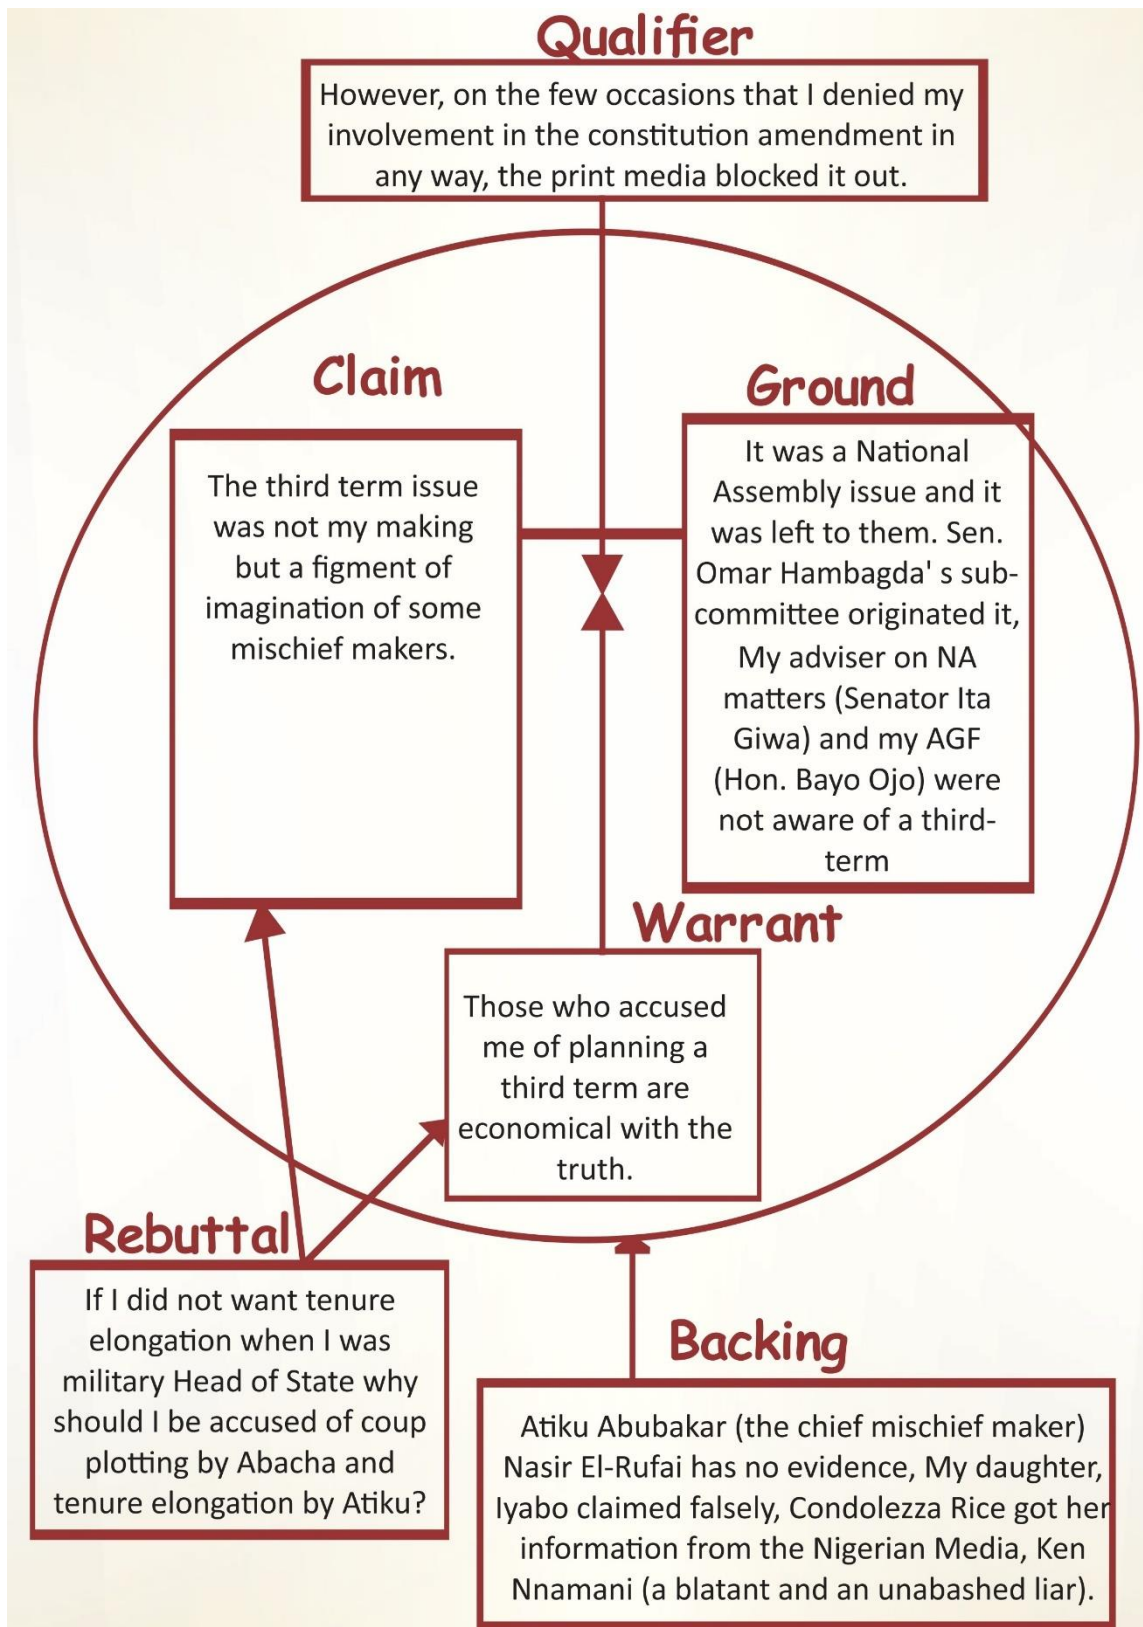 Qualifier
However, on the few occasions that I denied my
involvement in the constitution amendment in
any way, the print media blocked it out.
Claim
The third term issue
was not my making
but a figment of
imagination of some
mischief makers.
Ground
It was a National
Assembly issue and it
was left to them. Sen.
Omar Hambagda' s sub-
committee originated it,
My adviser on NA
matters (Senator Ita
Giwa) and my AGF
(Hon. Bayo Ojo) were
not aware of a third-
term
Warrant
Those who accused
me of planning a
third term are
economical with the
truth.
Rebuttal
If I did not want tenure
elongation when I was
military Head of State why
should I be accused of coup
plotting by Abacha and
tenure elongation by Atiku?
Backing
Atiku Abubakar (the chief mischief maker)
Nasir El-Rufai has no evidence, My daughter,
Iyabo claimed falsely, Condolezza Rice got her
information from the Nigerian Media, Ken
Nnamani (a blatant and an unabashed liar).